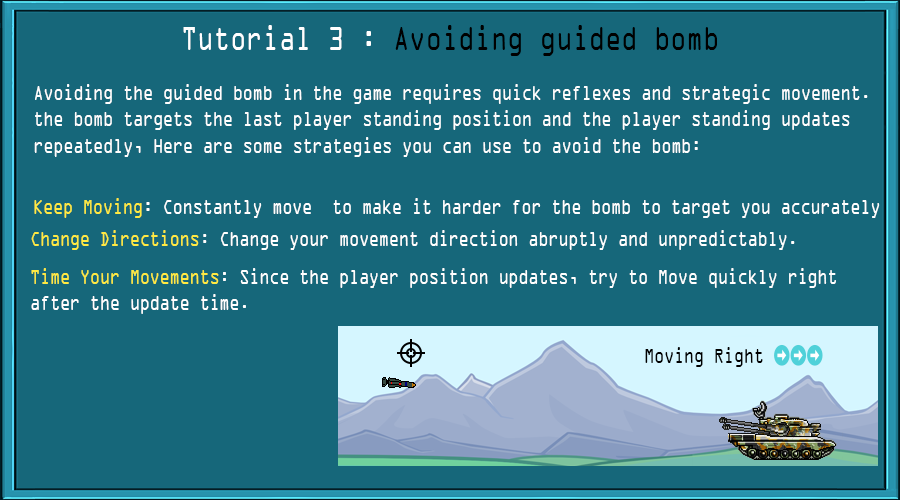 Tutorial 3 : Avoiding guided bomb
Avoiding the guided bomb in the game requires quick reflexes and strategic movement.
the bomb targets the last player standing position and the player standing updates
repeatedly, Here are some strategies you can use to avoid the bomb:
Keep Moving: Constantly move  to make it harder for the bomb to target you accurately
Change Directions: Change your movement direction abruptly and unpredictably.
Time Your Movements: Since the player position updates, try to Move quickly right
after the update time.
Moving Right